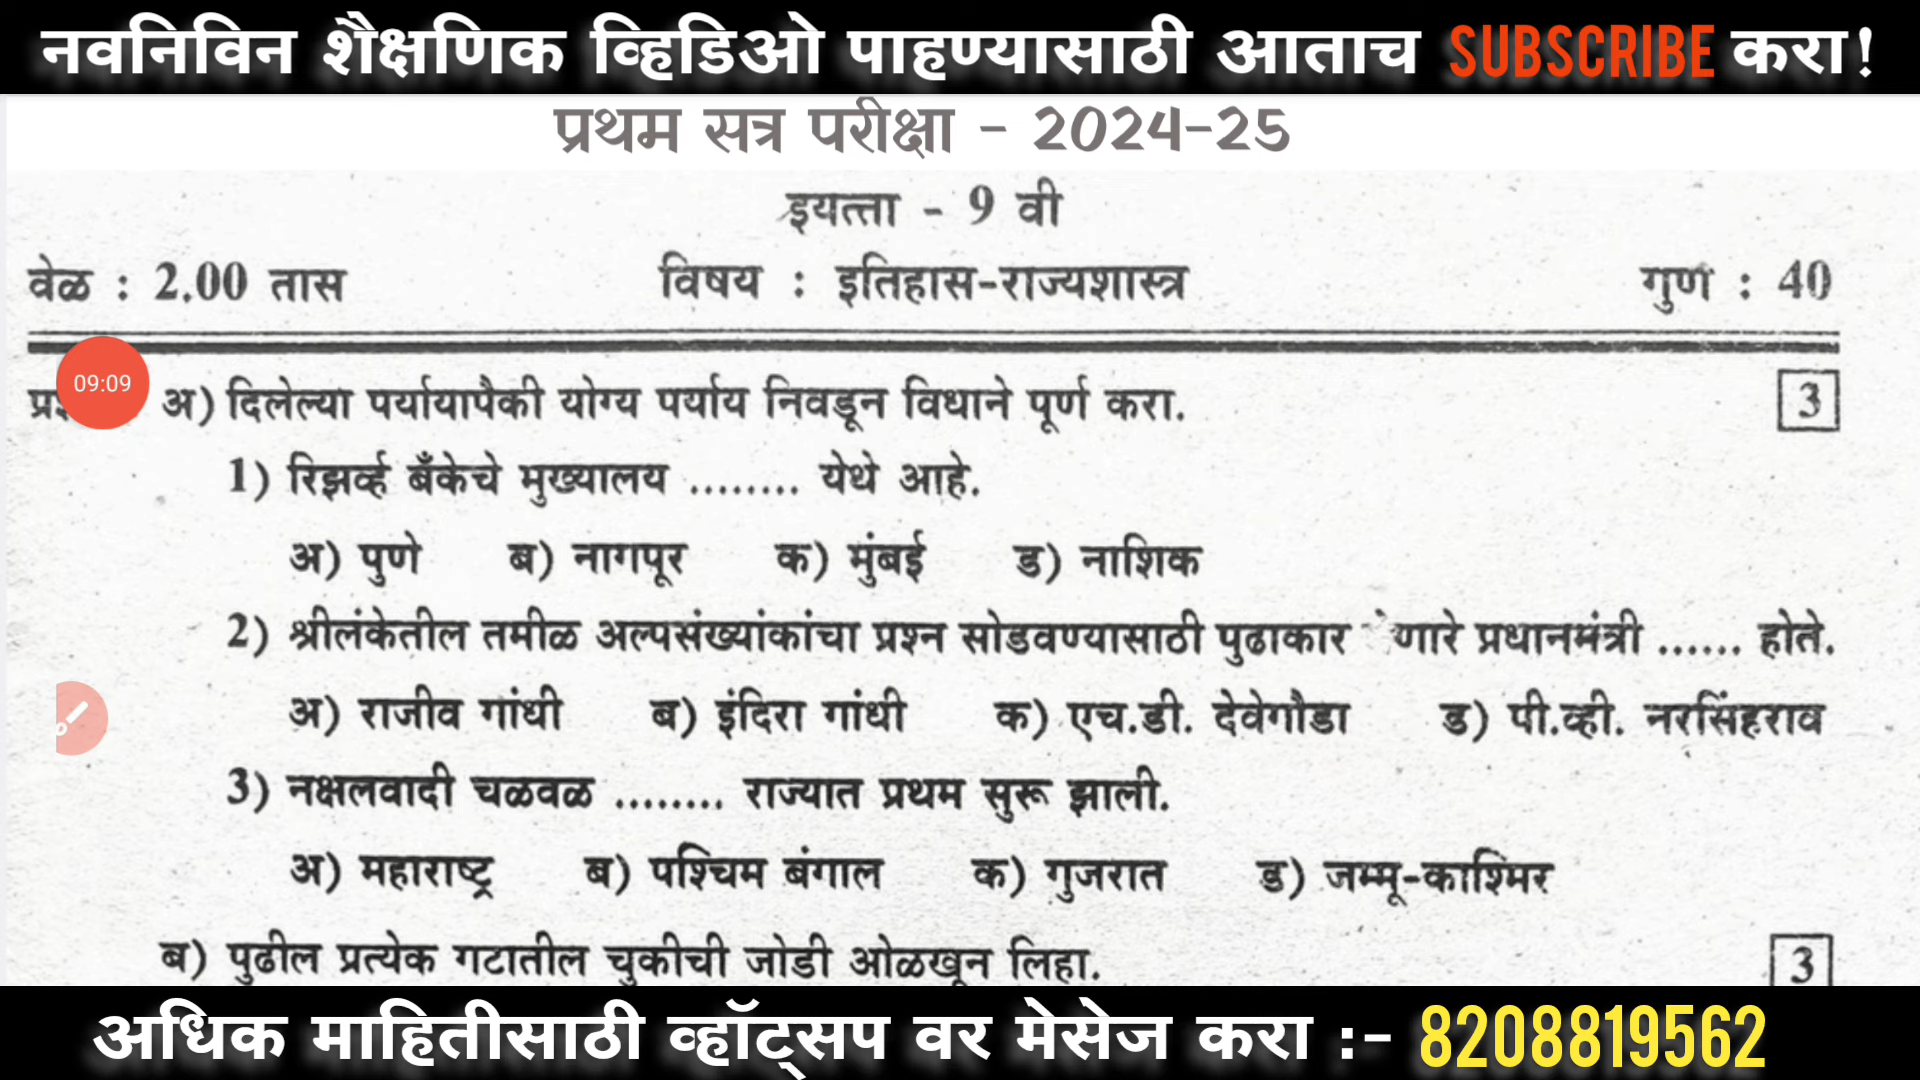 नवनिविन शैक्षणिक व्हिडिओ पाहण्यासाठी आताच SUBSCRIBE करा!
प्रथम सत्र परीक्षा - 2024-25
इयत्ता - 9 वी
वेळ : 2.00 तास विषय : इतिहास-राज्यशास्त्र गुण : 40
09:09
अ) दिलेल्या पर्यायापैकी योग्य पर्याय निवडून विधाने पूर्ण करा. 3
1) रिझर्व्ह बँकेचे मुख्यालय ........ येथे आहे.
अ) पुणे ब) नागपूर क) मुंबई ड) नाशिक
2) श्रीलंकेतील तमीळ अल्पसंख्यांकांचा प्रश्न सोडवण्यासाठी पुढाकार प्रधानमंत्री ...... होते.
अ) राजीव गांधी ब) इंदिरा गांधी क) एच.डी. देवेगौडा ड) पी.व्ही. नरसिंहराव
3) नक्षलवादी चळवळ ........ राज्यात प्रथम सुरू झाली.
अ) महाराष्ट्र ब) पश्चिम बंगाल क) गुजरात ड) जम्मू-काश्मिर
ब) पुढील प्रत्येक गटातील चुकीची जोडी ओळखून लिहा. 3
अधिक माहितीसाठी व्हॉट्सप वर मेसेज करा :- 8208819562